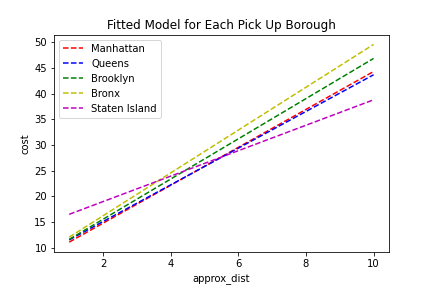 Fitted Model for Each Pick Up Borough
Manhattan
Queens
Brooklyn
Bronx
Staten Island
50
45
40
35
30
25
20
15
10
cost
2
4
6
8
10
approx_dist